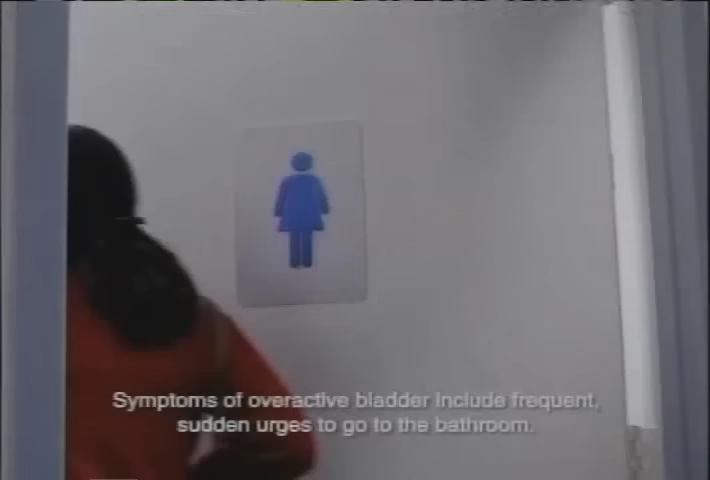 Symptoms of overactive bladder include frequent,
sudden urges to go to the bathroom.